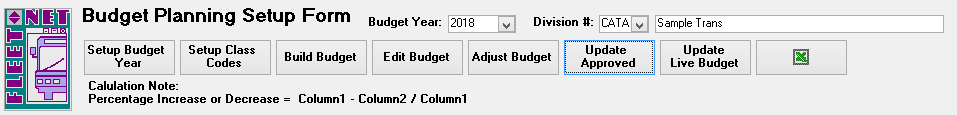 FLEET NET
Budget Planning Setup Form
Budget Year: 2018
Division #: CATA Sample Trans
Setup Budget Year
Setup Class Codes
Build Budget
Edit Budget
Adjust Budget
Update Approved
Update Live Budget
Calulation Note:
Percentage Increase or Decrease = Column1 - Column2 / Column1